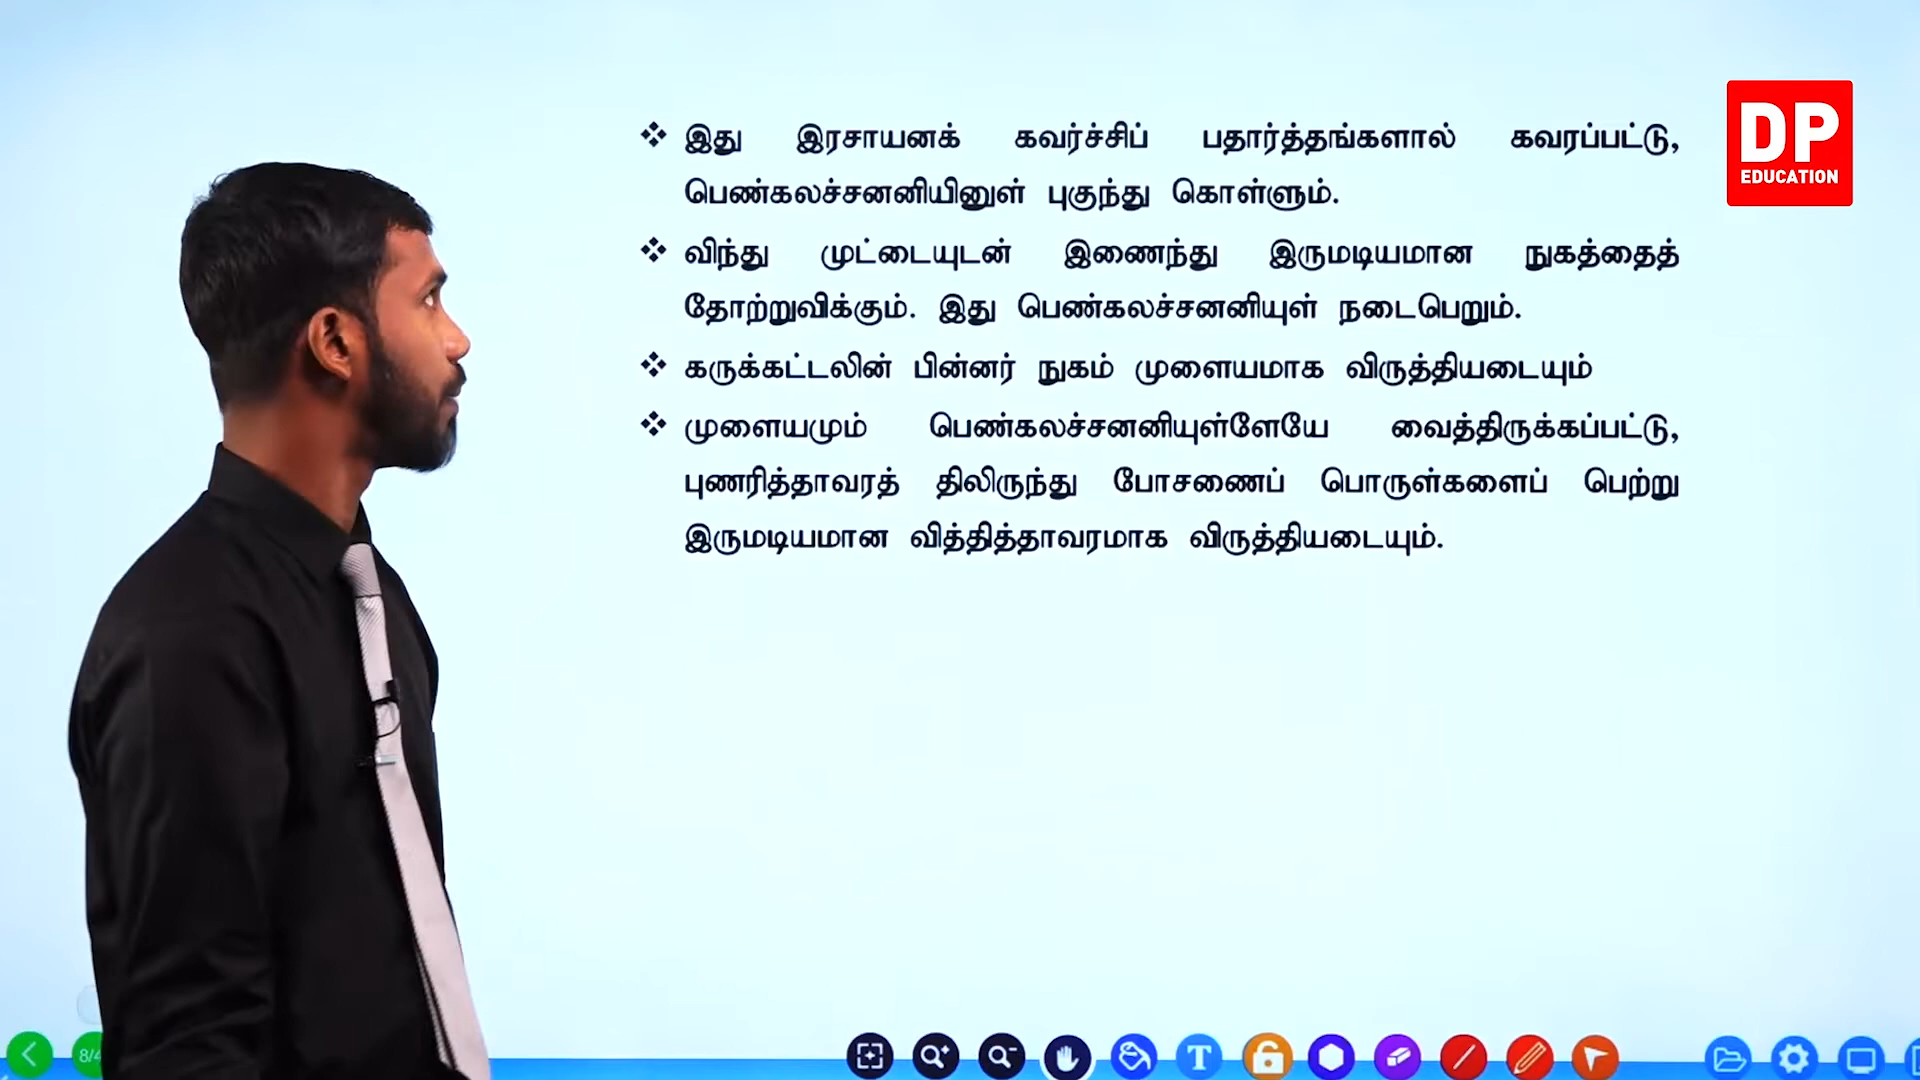 ❖ இது இரசாயனக் கவர்ச்சிப் பதார்த்தங்களால் கவரப்பட்டு,
பெண்கலச்சனனியினுள் புகுந்து கொள்ளும்.
❖ விந்து முட்டையுடன் இணைந்து இருமடியமான நுகத்தைத்
தோற்றுவிக்கும். இது பெண்கலச்சனனியுள் நடைபெறும்.
❖ கருக்கட்டலின் பின்னர் நுகம் முளையமாக விருத்தியடையும்
❖ முளையமும் பெண்கலச்சனனியுள்ளேயே வைத்திருக்கப்பட்டு,
புணரித்தாவரத் திலிருந்து போசணைப் பொருள்களைப் பெற்று
இருமடியமான வித்தித்தாவரமாக விருத்தியடையும்.
DP
EDUCATION
8/4
T